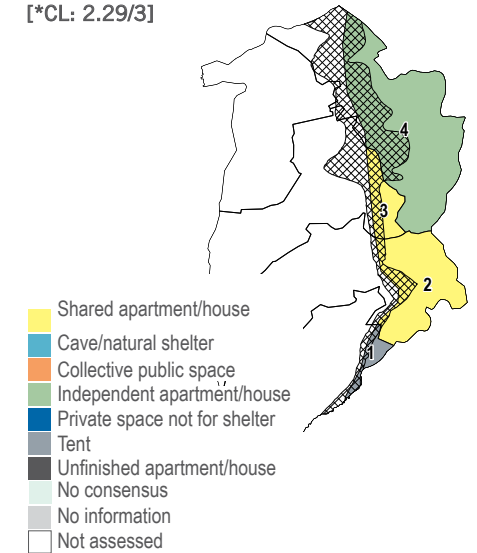 [*CL: 2.29/3]
4
3
2
1
Shared apartment/house
Cave/natural shelter
Collective public space
Independent apartment/house
Private space not for shelter
Tent
Unfinished apartment/house
No consensus
No information
Not assessed